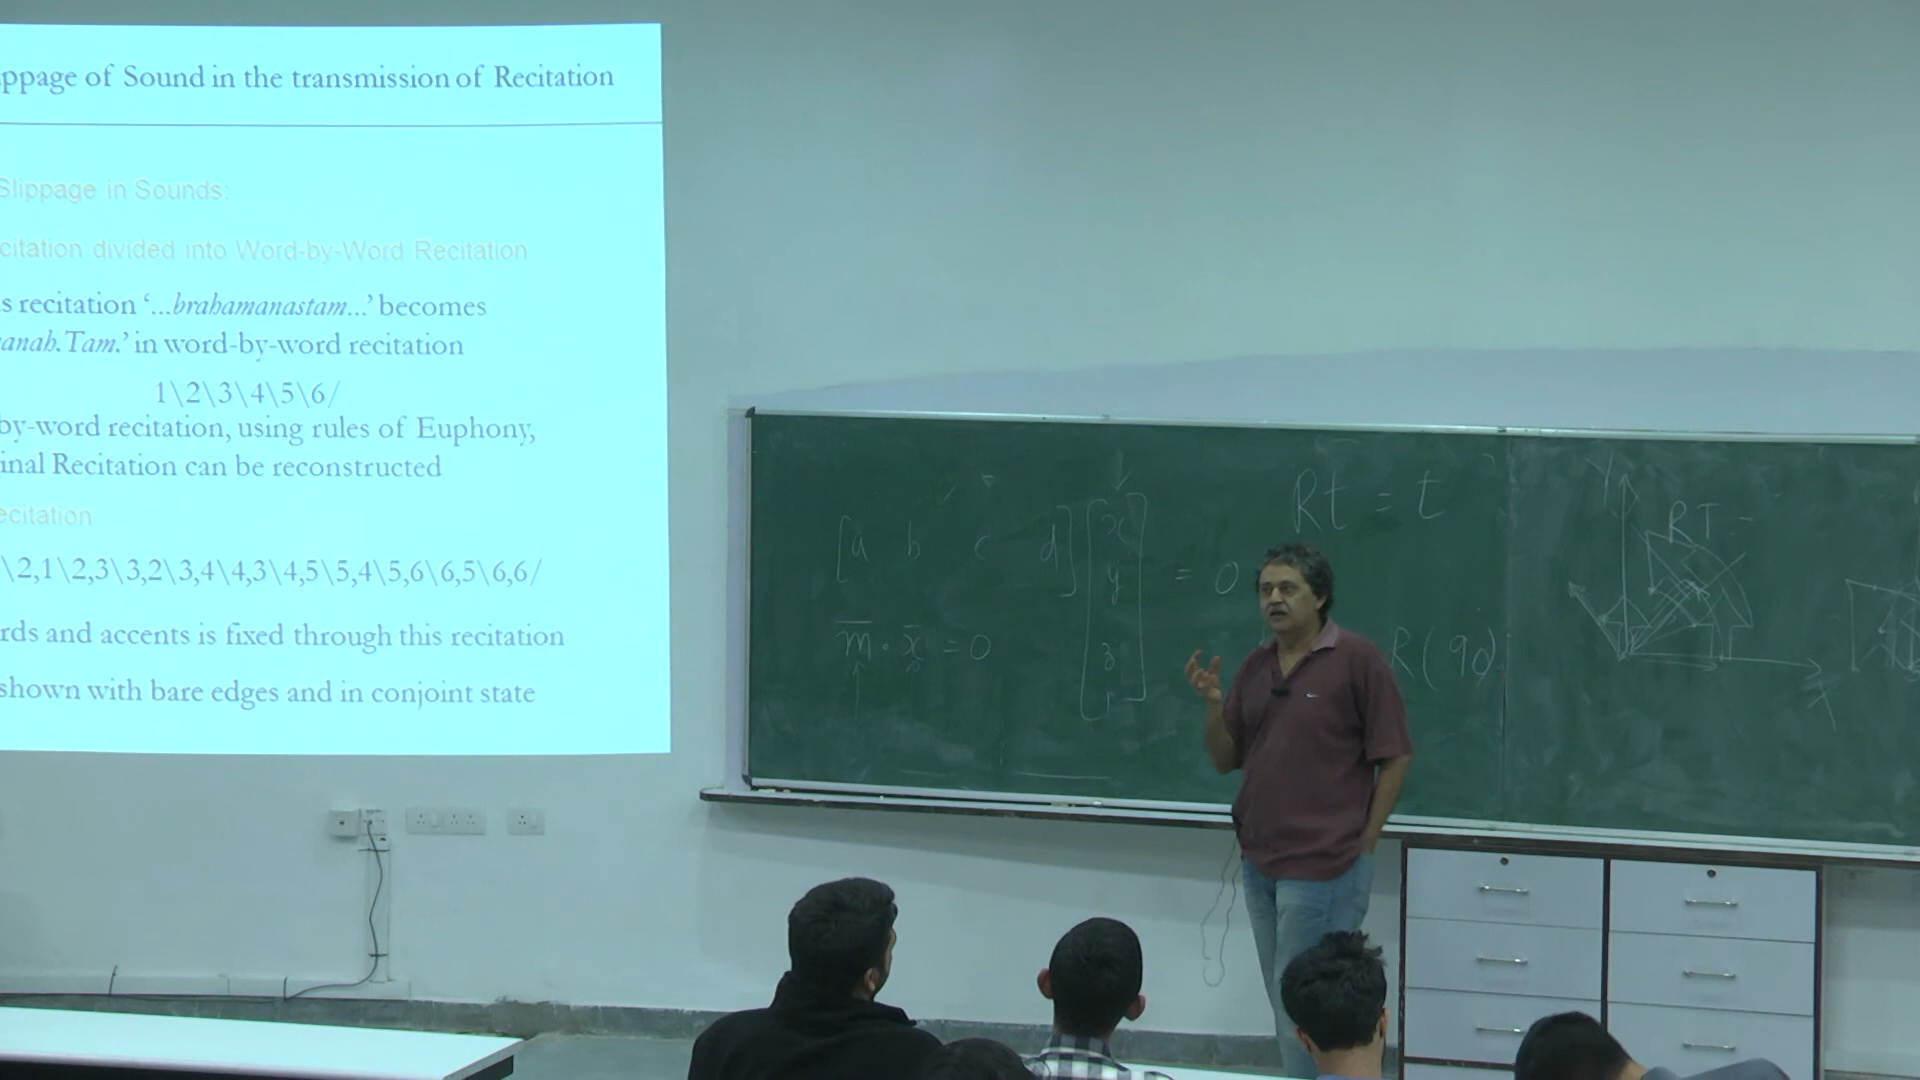 ppage of Sound in the transmission of Recitation
Slippage in Sounds:
citation divided into Word-by-Word Recitation
s recitation ‘...brahamanastam...’ becomes
anah.Tam.’ in word-by-word recitation
1\2\3\4\5\6/
by-word recitation, using rules of Euphony,
inal Recitation can be reconstructed
ecitation
\2,1\2,3\3,2\3,4\4,3\4,5\5,4\5,6\6,5\6,6/
rds and accents is fixed through this recitation
shown with bare edges and in conjoint state
Rt = t
[a b c d] [x y z 1] = 0
m̅ · x̅ = 0
R(90)
Y
RT -
X